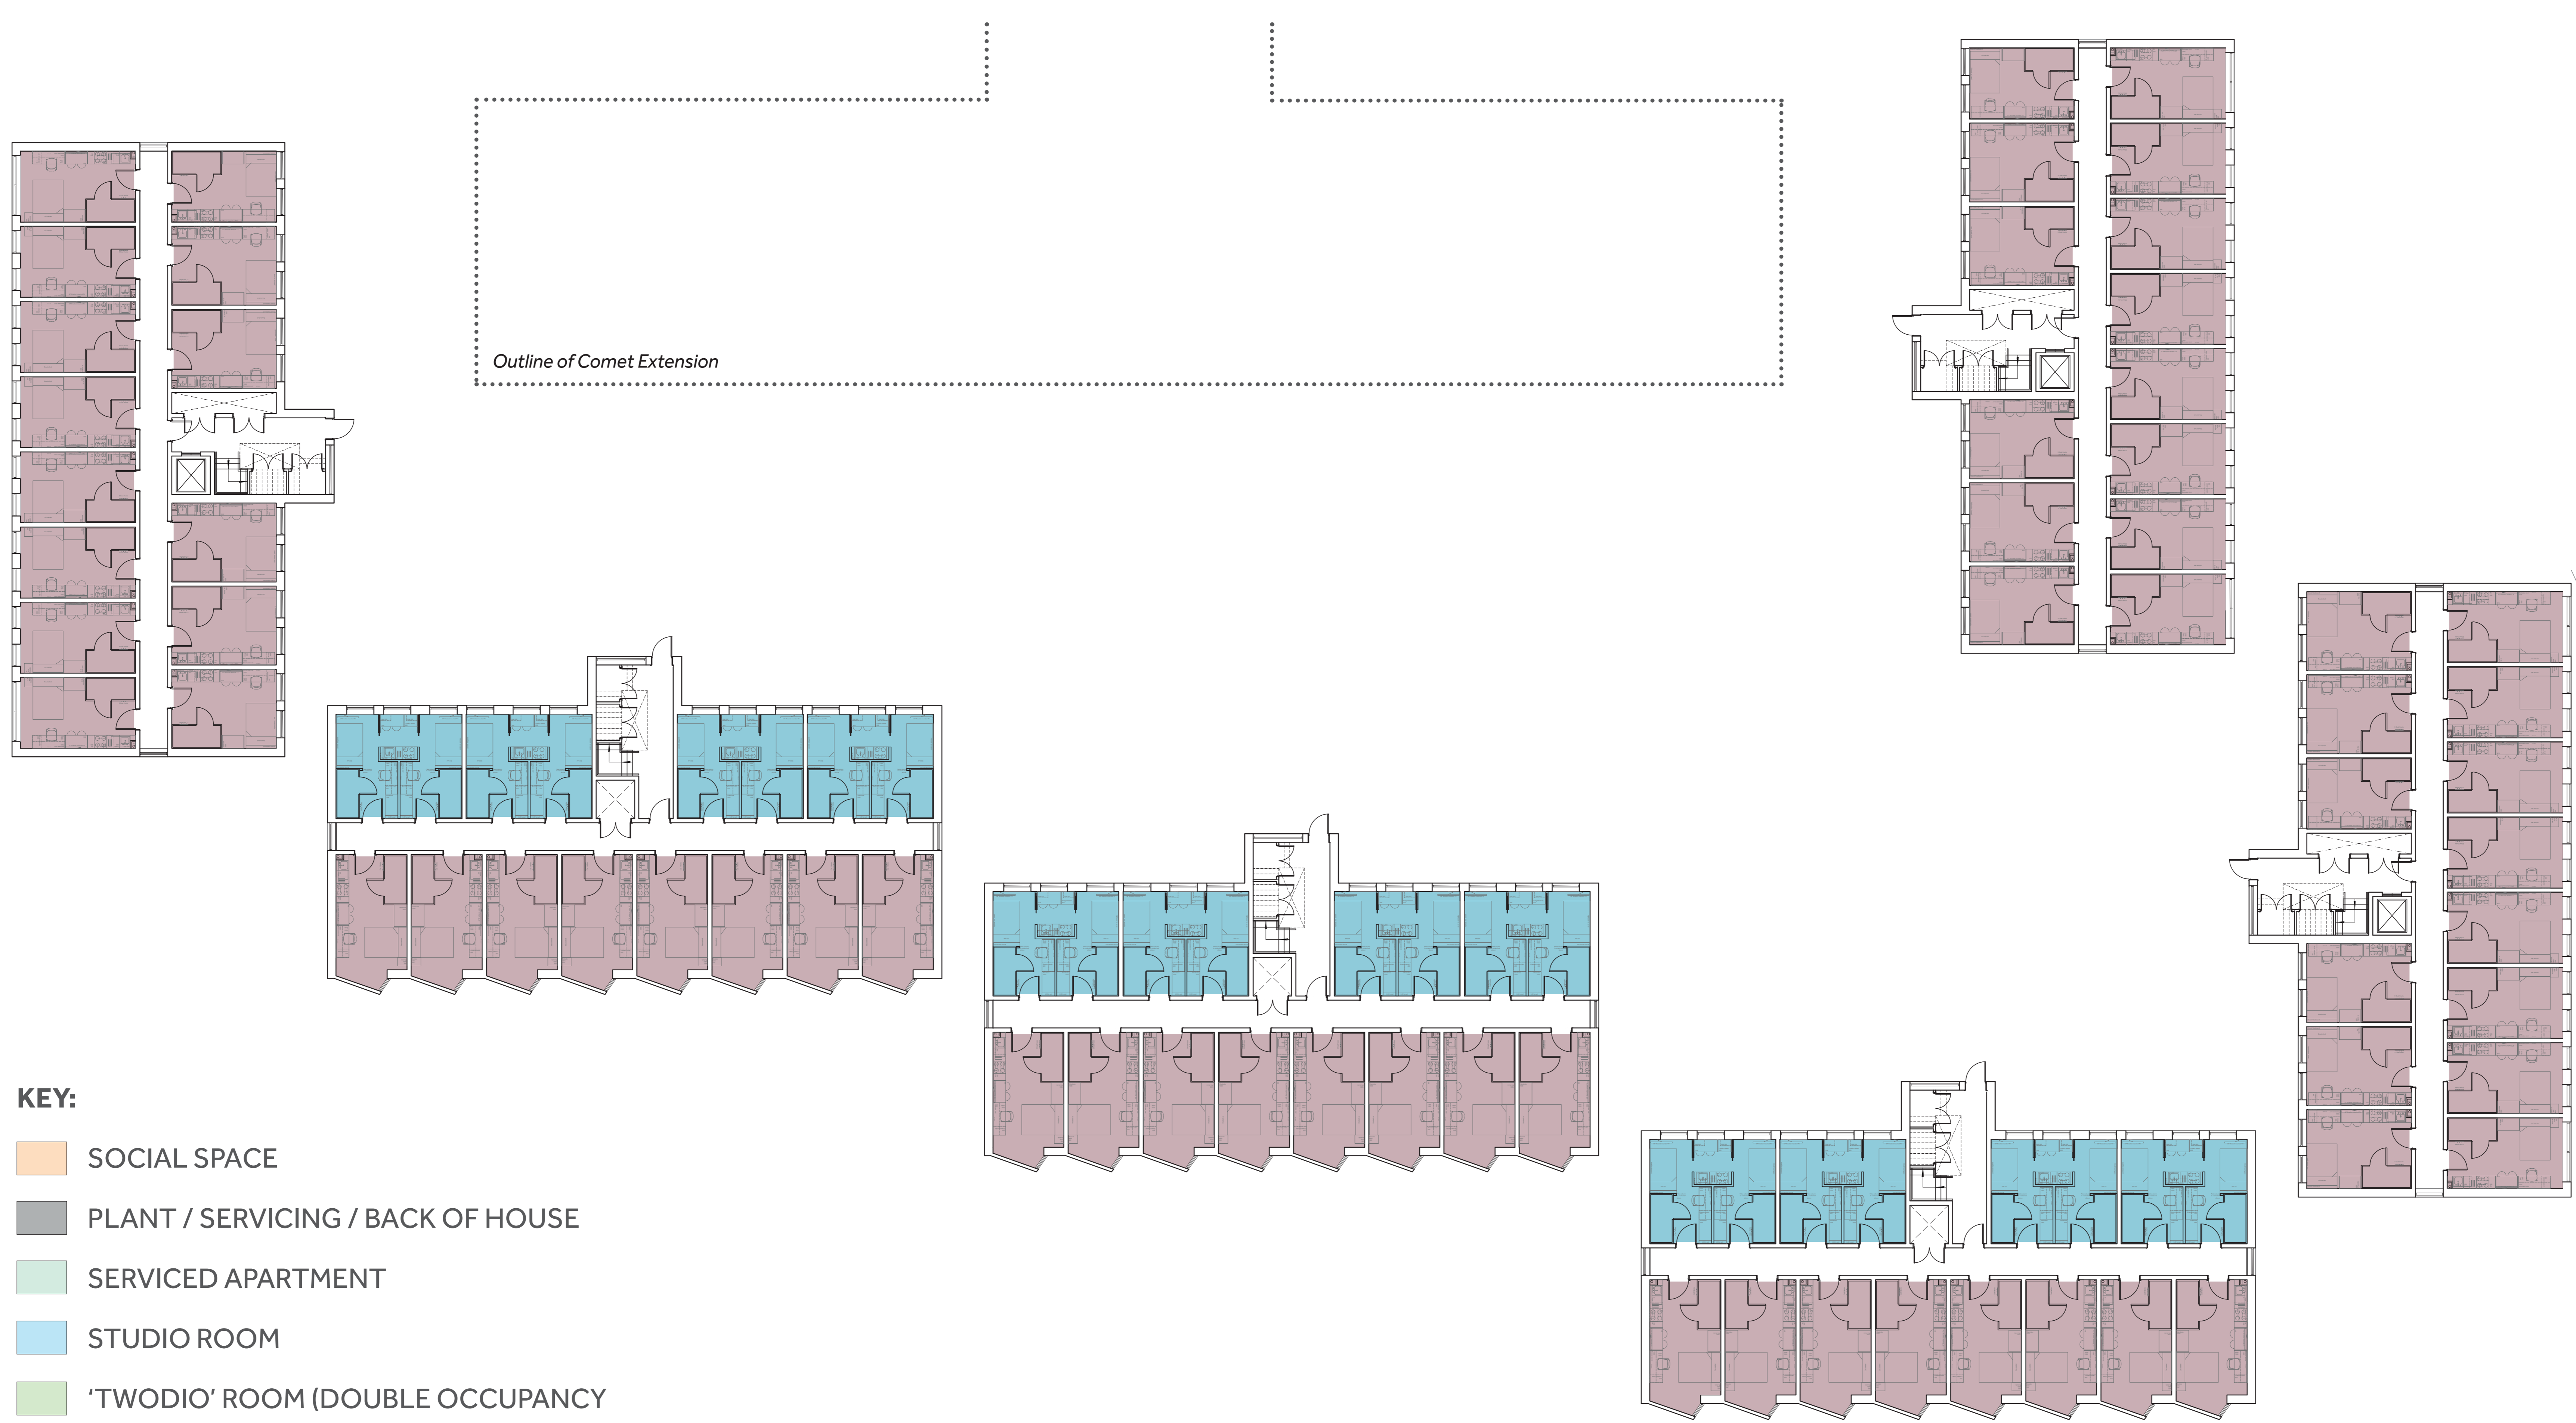 Outline of Comet Extension
KEY:
SOCIAL SPACE
PLANT / SERVICING / BACK OF HOUSE
SERVICED APARTMENT
STUDIO ROOM
‘TWODIO’ ROOM (DOUBLE OCCUPANCY